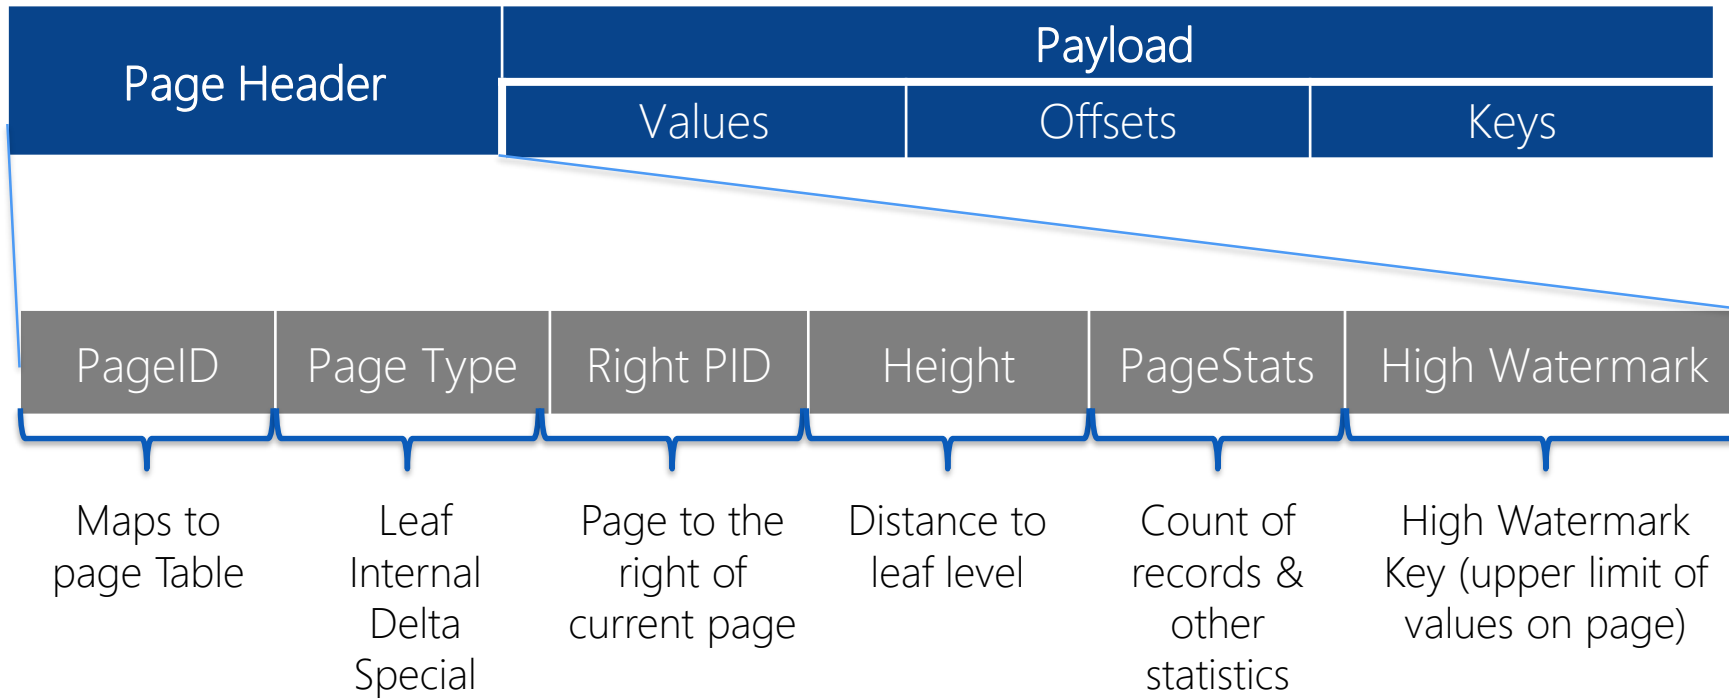 Page Header
Payload
Values
Offsets
Keys
PageID
Page Type
Right PID
Height
PageStats
High Watermark
Maps to
page Table
Leaf
Internal
Delta
Special
Page to the
right of
current page
Distance to
leaf level
Count of
records &
other
statistics
High Watermark
Key (upper limit of
values on page)